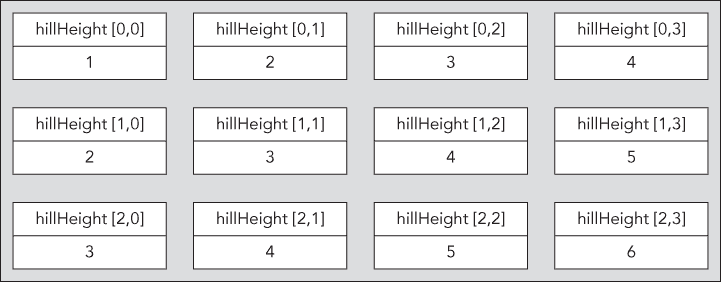 hillHeight [0,0] hillHeight [0,1] hillHeight [0,2] hillHeight [0,3]
1 2 3 4
hillHeight [1,0] hillHeight [1,1] hillHeight [1,2] hillHeight [1,3]
2 3 4 5
hillHeight [2,0] hillHeight [2,1] hillHeight [2,2] hillHeight [2,3]
3 4 5 6